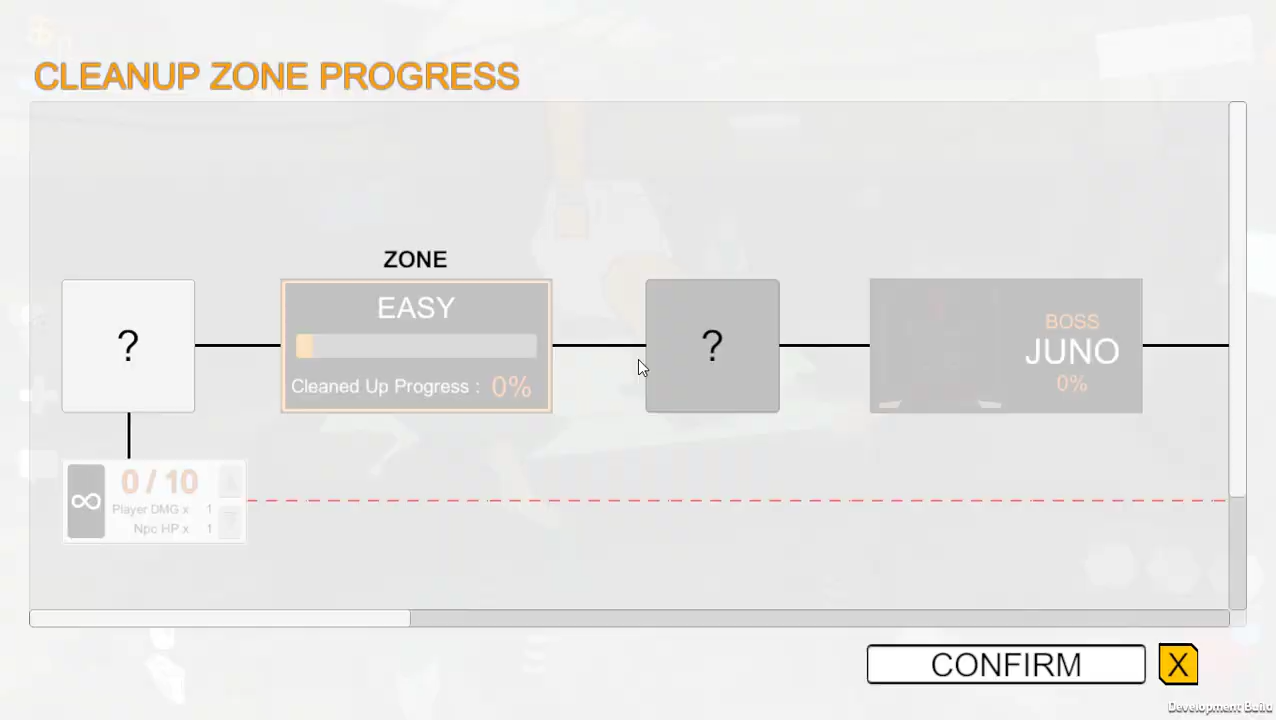 CLEANUP ZONE PROGRESS
ZONE
?
EASY
Cleaned Up Progress : 0%
?
BOSS
JUNO
0%
∞
0 / 10
Player DMG x 1
Npc HP x 1
CONFIRM
X
Development Build